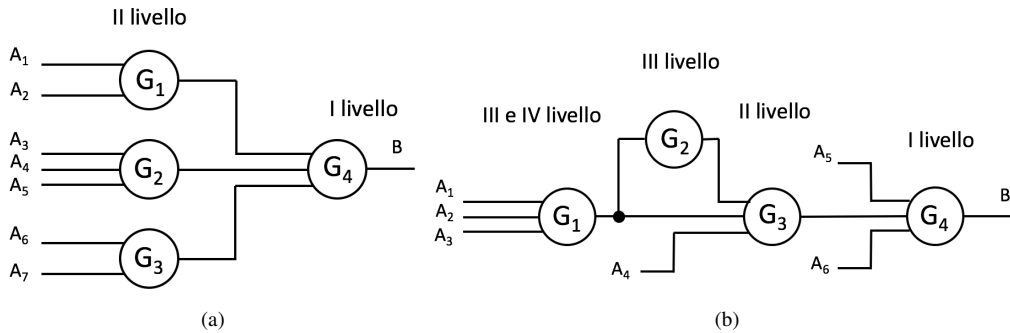 II livello
A₁
A₂
G₁
I livello
A₃
A₄
A₅
G₂
G₄
B
A₆
A₇
G₃
(a)
III livello
III e IV livello
G₂
II livello
I livello
A₅
A₁
A₂
A₃
G₁
G₃
G₄
B
A₄
A₆
(b)